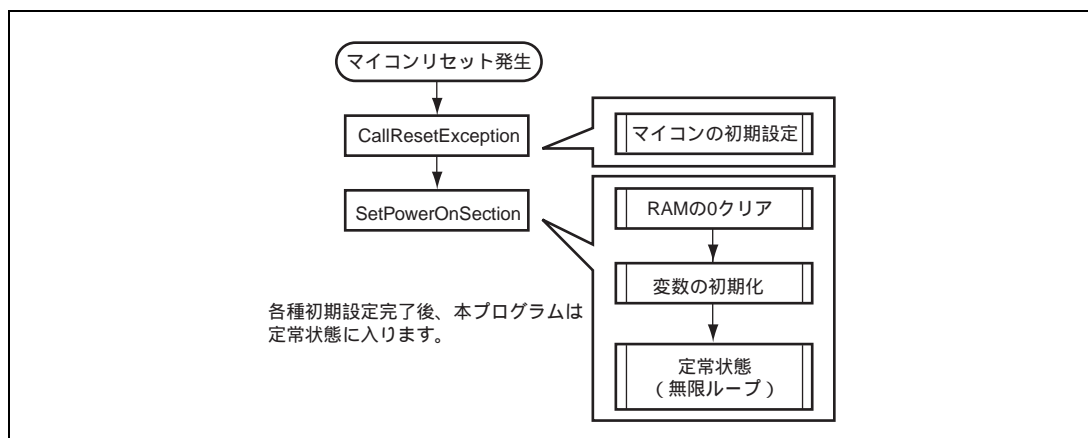 マイコンリセット発生
CallResetException
マイコンの初期設定
SetPowerOnSection
RAMの0クリア
変数の初期化
定常状態
（無限ループ）
各種初期設定完了後、本プログラムは
定常状態に入ります。